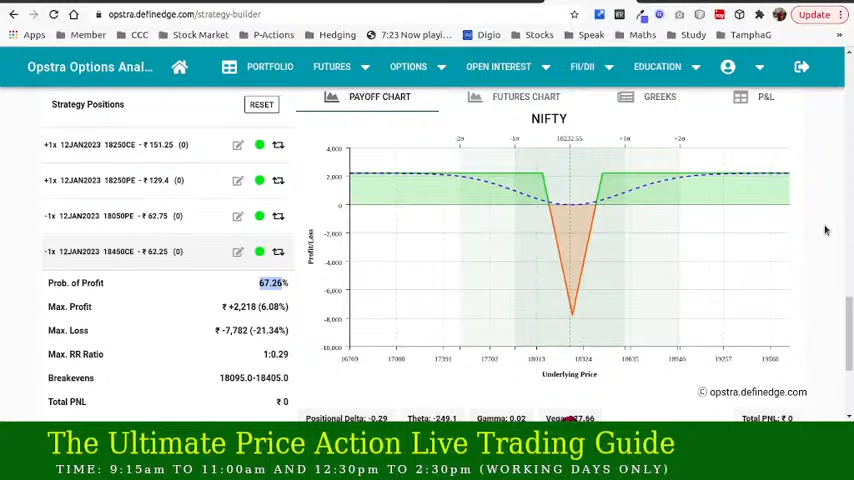 opstra.definedge.com/strategy-builder
Update
Apps Member CCC Stock Market P-Actions Hedging 7:23 Now playi... Digio Stocks Speak Maths Study TamphaG »
Opstra Options Anal... PORTFOLIO FUTURES OPTIONS OPEN INTEREST FII/DII EDUCATION
Strategy Positions RESET
PAYOFF CHART FUTURES CHART GREEKS P&L
NIFTY
-2σ -1σ 18232.55 +1σ +2σ
+1x 12JAN2023 18250CE - ₹ 151.25 (0)
+1x 12JAN2023 18250PE - ₹ 129.4 (0)
-1x 12JAN2023 18050PE - ₹ 62.75 (0)
-1x 12JAN2023 18450CE - ₹ 62.25 (0)
Prob. of Profit 67.26%
Max. Profit ₹ +2,218 (6.08%)
Max. Loss ₹ -7,782 (-21.34%)
Max. RR Ratio 1:0.29
Breakevens 18095.0-18405.0
Total PNL ₹ 0
4,000
2,000
0
-2,000
-4,000
-6,000
-8,000
-10,000
Profit/Loss
16769 17080 17391 17702 18013 18324 18635 18946 19257 19568
Underlying Price
© opstra.definedge.com
Positional Delta: -0.29 Theta: -249.1 Gamma: 0.02 Total PNL: ₹ 0
The Ultimate Price Action Live Trading Guide
TIME: 9:15am TO 11:00am AND 12:30pm TO 2:30pm (WORKING DAYS ONLY)